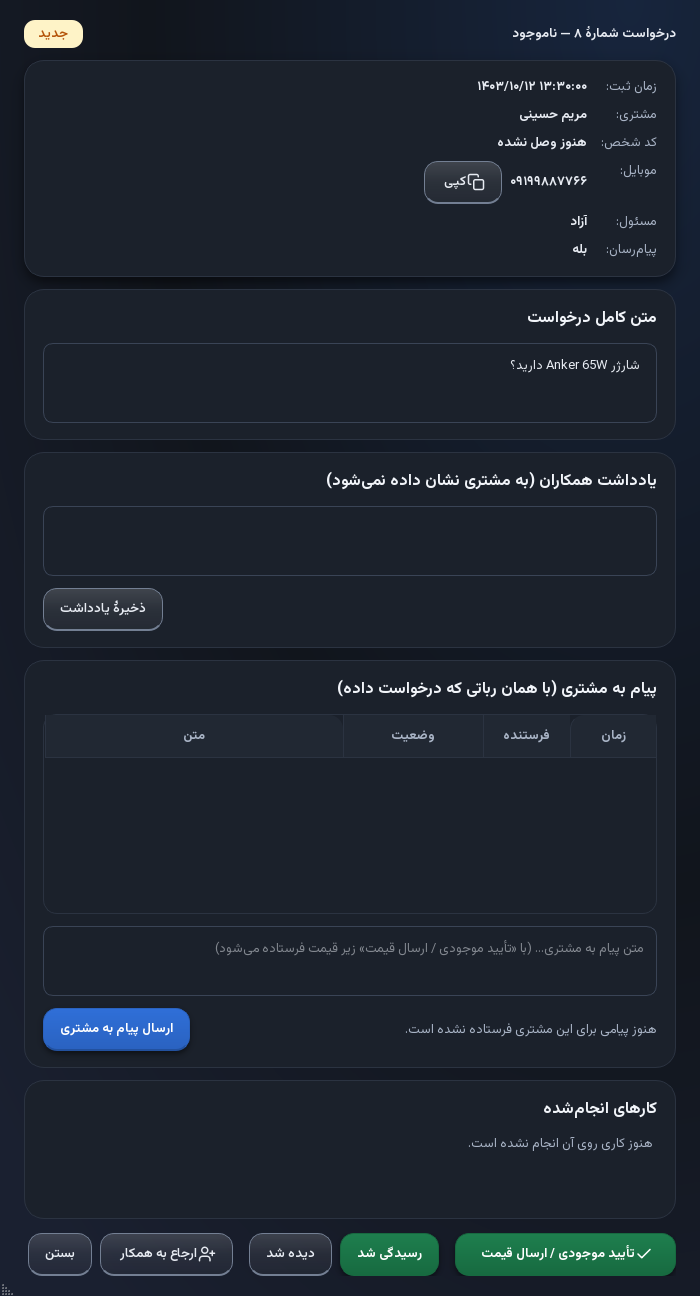 درخواست شمارهٔ ۸ — ناموجود
جدید
زمان ثبت: ۱۴۰۳/۱۰/۱۲ ۱۳:۳۰:۰۰
مشتری: مریم حسینی
کد شخص: هنوز وصل نشده
موبایل: ۰۹۱۹۹۸۸۷۷۶۶ کپی
مسئول: آزاد
پیام‌رسان: بله
متن کامل درخواست
شارژر Anker 65W دارید؟
یادداشت همکاران (به مشتری نشان داده نمی‌شود)
ذخیرهٔ یادداشت
پیام به مشتری (با همان رباتی که درخواست داده)
زمان فرستنده وضعیت متن
متن پیام به مشتری... (با «تأیید موجودی / ارسال قیمت» زیر قیمت فرستاده می‌شود)
هنوز پیامی برای این مشتری فرستاده نشده است. ارسال پیام به مشتری
کارهای انجام‌شده
هنوز کاری روی آن انجام نشده است.
تأیید موجودی / ارسال قیمت رسیدگی شد دیده شد ارجاع به همکار بستن